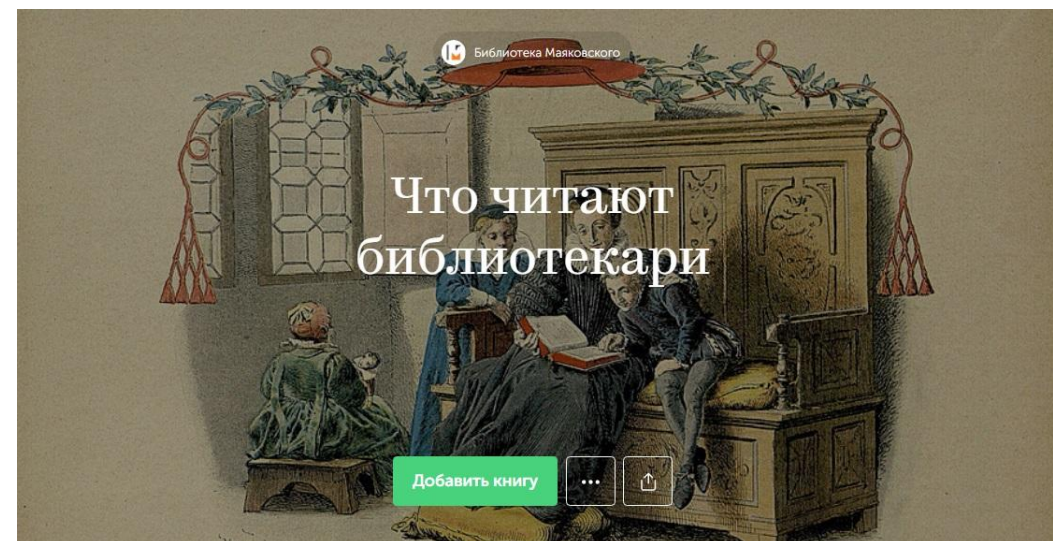 Библиотека Маяковского
Что читают
библиотекари
Добавить книгу